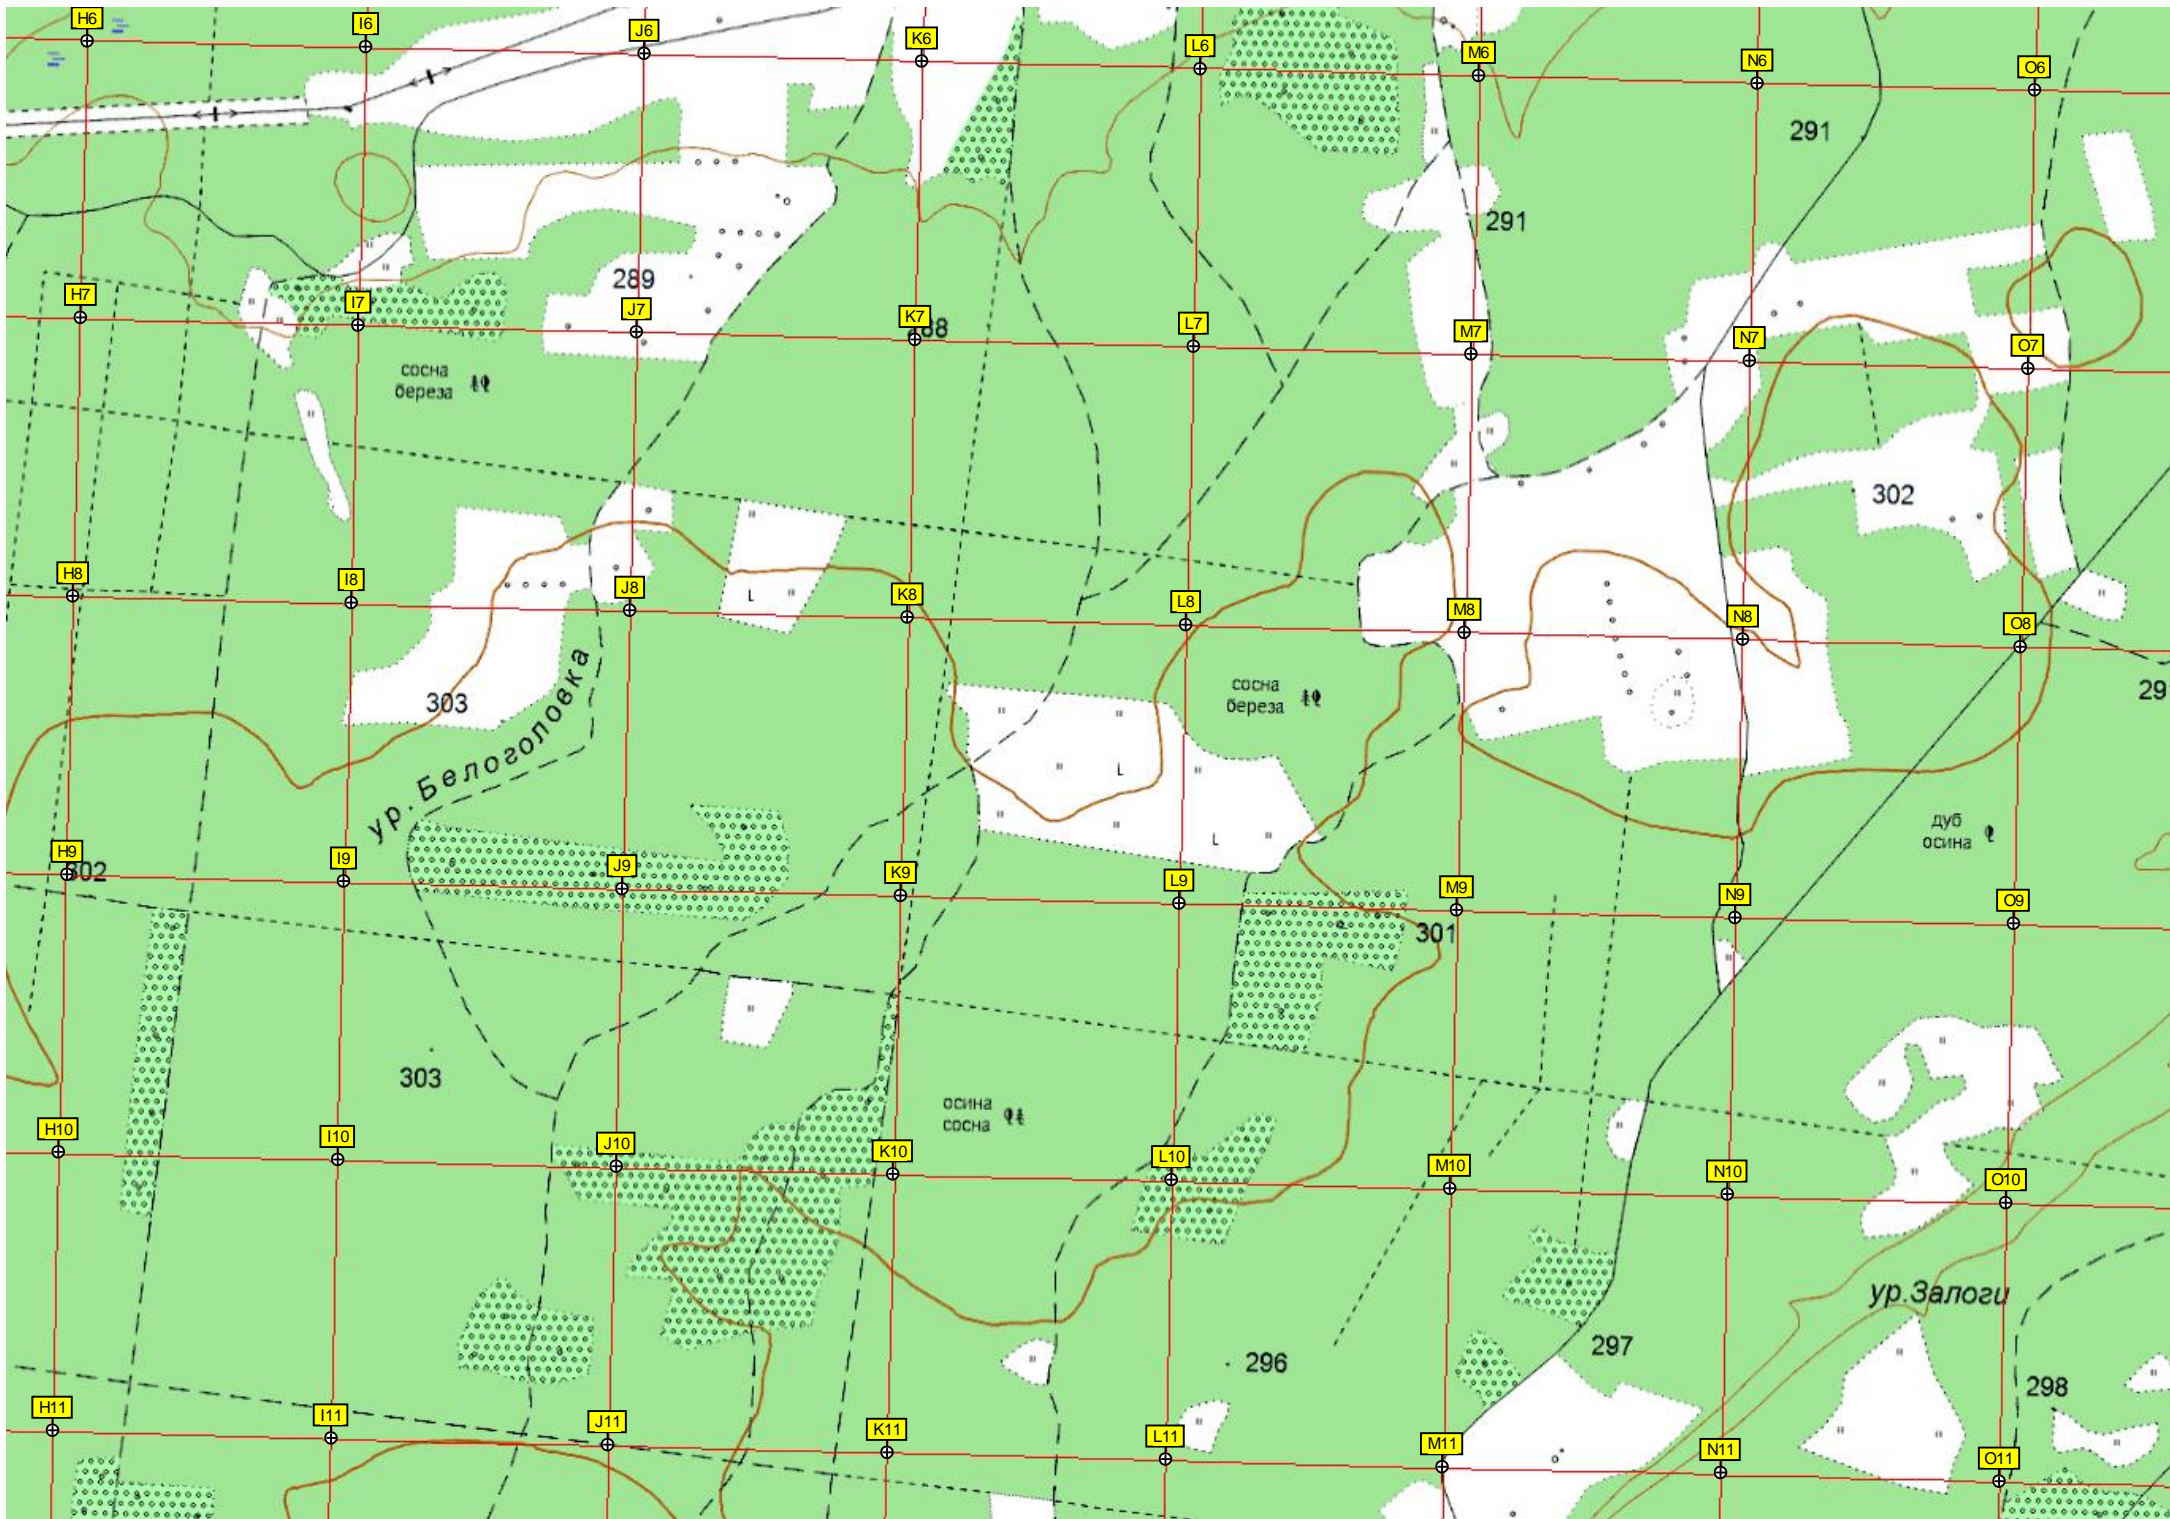 H6
I6
J6
K6
L6
M6
N6
O6
291
291
289
H7
I7
J7
K7
L7
M7
N7
O7
сосна
береза
302
H8
I8
J8
K8
L8
M8
N8
O8
303
ур. Белоголовка
сосна
береза
29
дуб
осина
H9
302
I9
J9
K9
L9
M9
N9
O9
301
303
осина
сосна
H10
I10
J10
K10
L10
M10
N10
O10
ур.Залоги
296
297
298
H11
I11
J11
K11
L11
M11
N11
O11